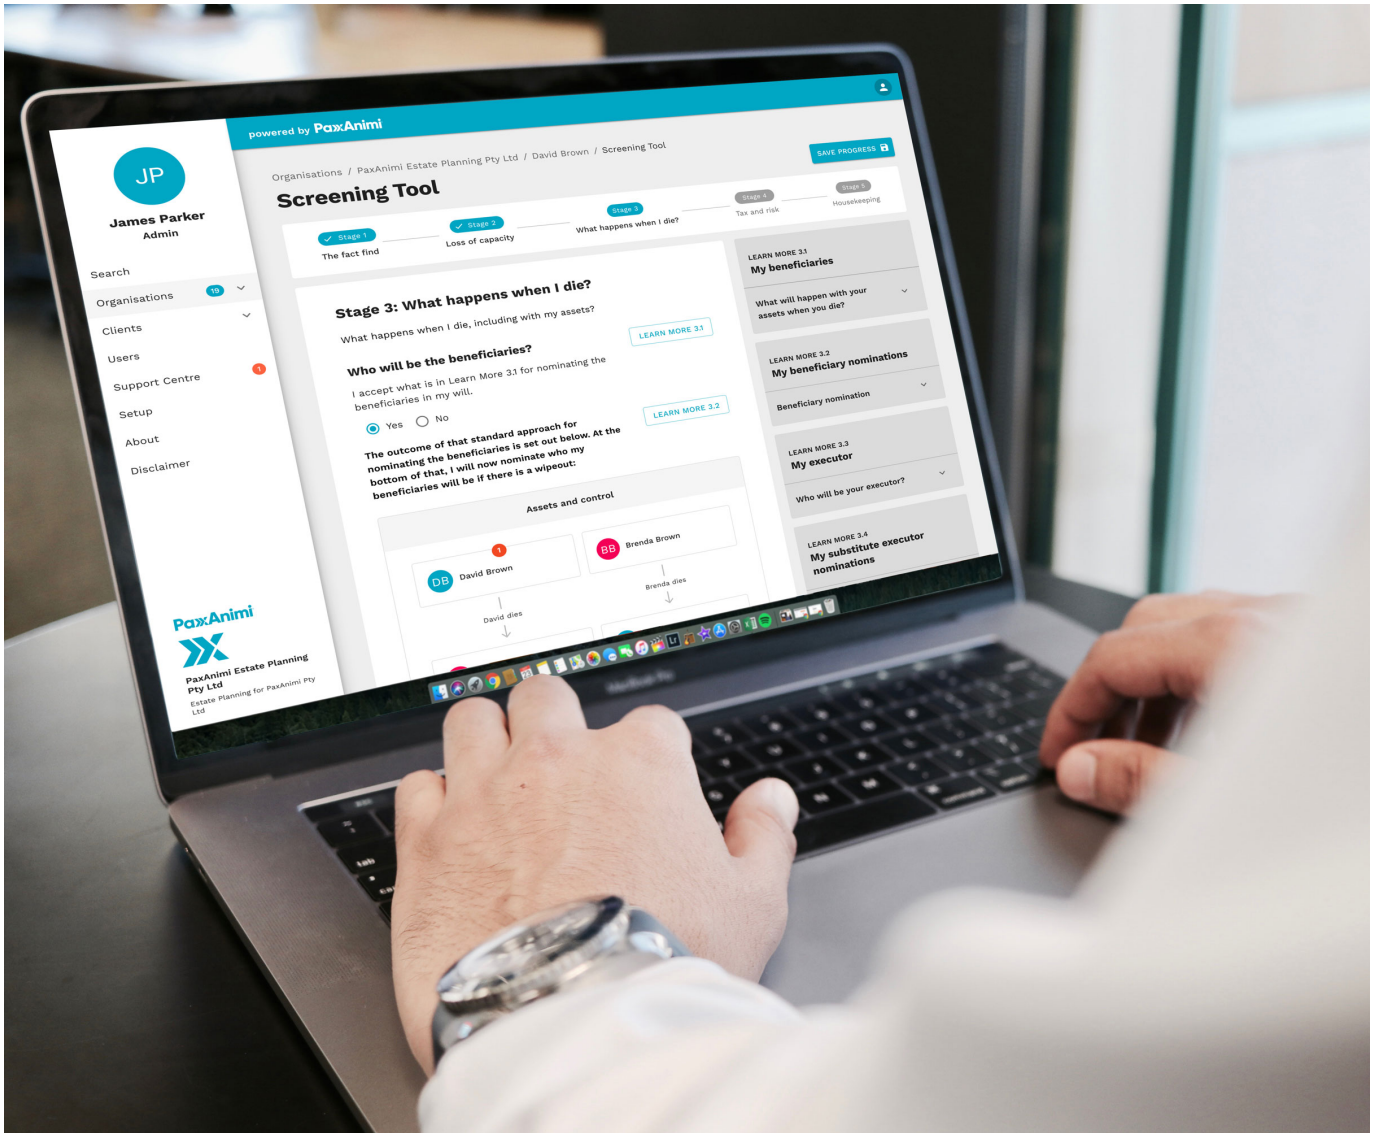 powered by PaxAnimi
JP
James Parker
Admin
Search
Organisations 19
Clients
Users
Support Centre 1
Setup
About
Disclaimer
PaxAnimi
PaxAnimi Estate Planning
Pty Ltd
Estate Planning for PaxAnimi Pty
Ltd
Organisations / PaxAnimi Estate Planning Pty Ltd / David Brown / Screening Tool
Screening Tool
SAVE PROGRESS
Stage 1
The fact find
Stage 2
Loss of capacity
Stage 3
What happens when I die?
Stage 4
Tax and risk
Stage 5
Housekeeping
Stage 3: What happens when I die?
What happens when I die, including with my assets?
Who will be the beneficiaries?
LEARN MORE 3.1
I accept what is in Learn More 3.1 for nominating the
beneficiaries in my will.
Yes No
The outcome of that standard approach for
nominating the beneficiaries is set out below. At the
bottom of that, I will now nominate who my
beneficiaries will be if there is a wipeout:
LEARN MORE 3.2
Assets and control
1
DB David Brown
BB Brenda Brown
David dies
Brenda dies
LEARN MORE 3.1
My beneficiaries
What will happen with your
assets when you die?
LEARN MORE 3.2
My beneficiary nominations
Beneficiary nomination
LEARN MORE 3.3
My executor
Who will be your executor?
LEARN MORE 3.4
My substitute executor
nominations
23
Lr
tab
command